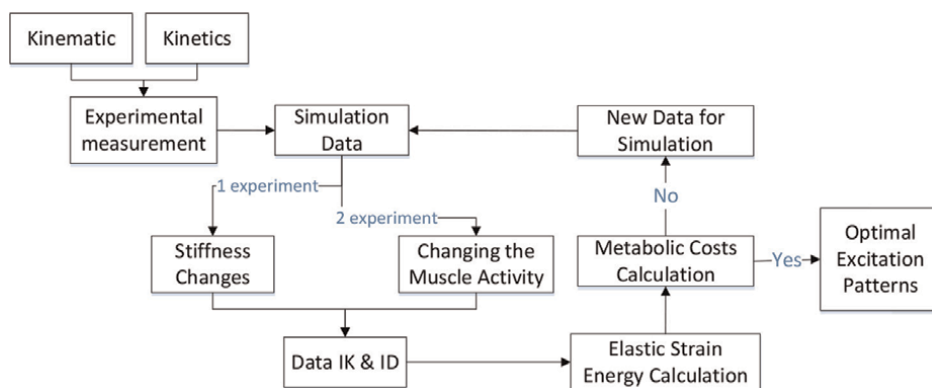 Kinematic
Kinetics
Experimental
measurement
Simulation
Data
New Data for
Simulation
1 experiment
2 experiment
No
Stiffness
Changes
Changing the
Muscle Activity
Metabolic Costs
Calculation
Yes
Optimal
Excitation
Patterns
Data IK & ID
Elastic Strain
Energy Calculation